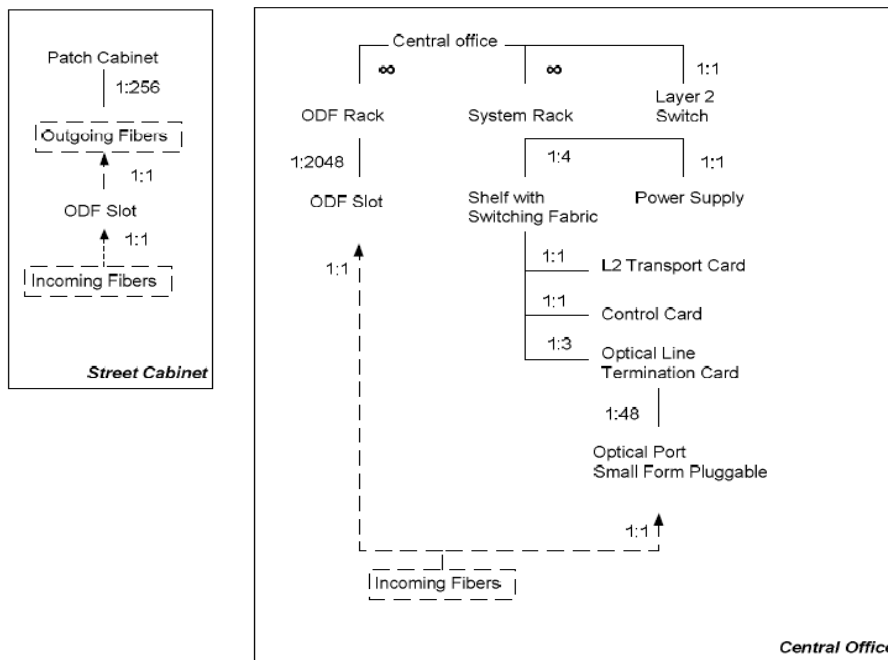 Patch Cabinet
1:256
Outgoing Fibers
1:1
ODF Slot
1:1
Incoming Fibers
Street Cabinet
Central office
∞
∞
1:1
ODF Rack
System Rack
Layer 2
Switch
1:2048
1:4
1:1
ODF Slot
Shelf with
Switching Fabric
Power Supply
1:1
1:1
L2 Transport Card
1:1
Control Card
1:3
Optical Line
Termination Card
1:48
Optical Port
Small Form Pluggable
1:1
Incoming Fibers
Central Office